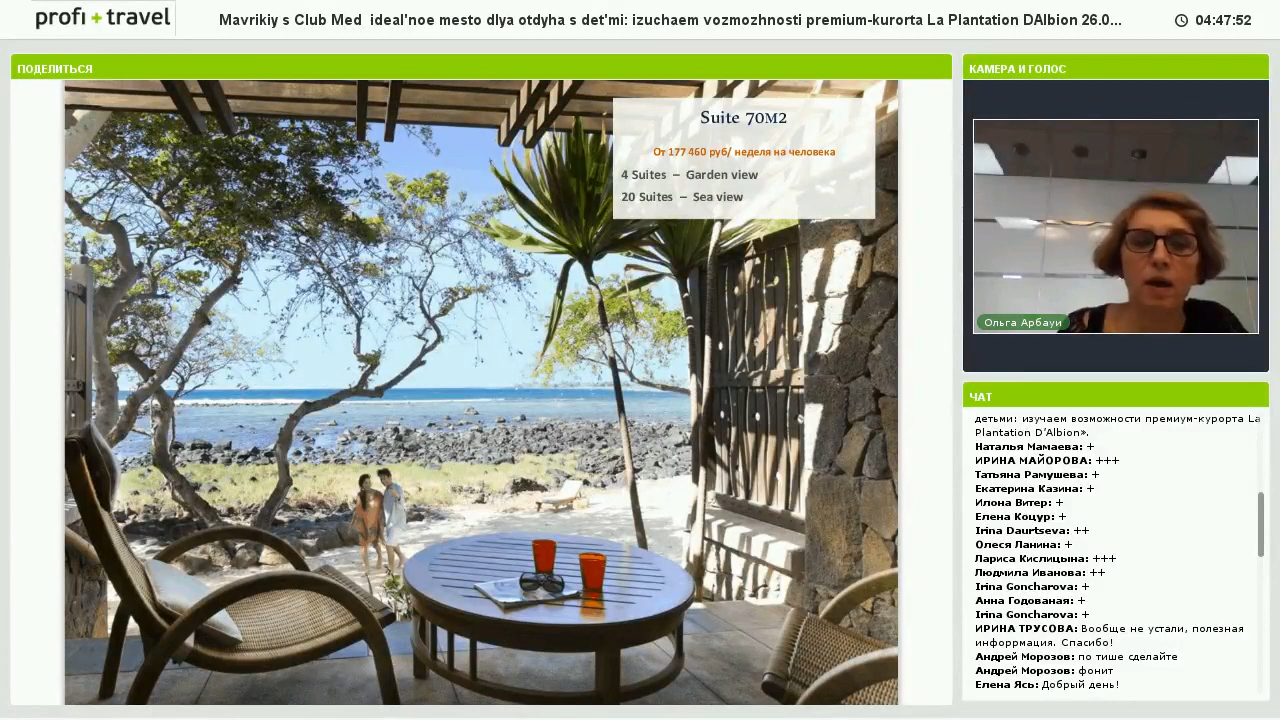 profi + travel
Mavrikiy s Club Med ideal'noe mesto dlya otdyha s det'mi: izuchaem vozmozhnosti premium-kurorta La Plantation DAlbion 26.0...
04:47:52
ПОДЕЛИТЬСЯ
Suite 70м2
От 177 460 руб/ неделя на человека
4 Suites – Garden view
20 Suites – Sea view
КАМЕРА И ГОЛОС
Ольга Арбауи
ЧАТ
детьми: изучаем возможности премиум-курорта La
Plantation D'Albion».
Наталья Мамаева: +
ИРИНА МАЙОРОВА: +++
Татьяна Рамушева: +
Екатерина Казина: +
Илона Витер: +
Елена Коцур: +
Irina Daurtseva: ++
Олеся Ланина: +
Лариса Кислицына: +++
Людмила Иванова: ++
Irina Goncharova: +
Анна Годованая: +
Irina Goncharova: +
ИРИНА ТРУСОВА: Вообще не устали, полезная
информрация. Спасибо!
Андрей Морозов: по тише сделайте
Андрей Морозов: фонит
Елена Ясь: Добрый день!